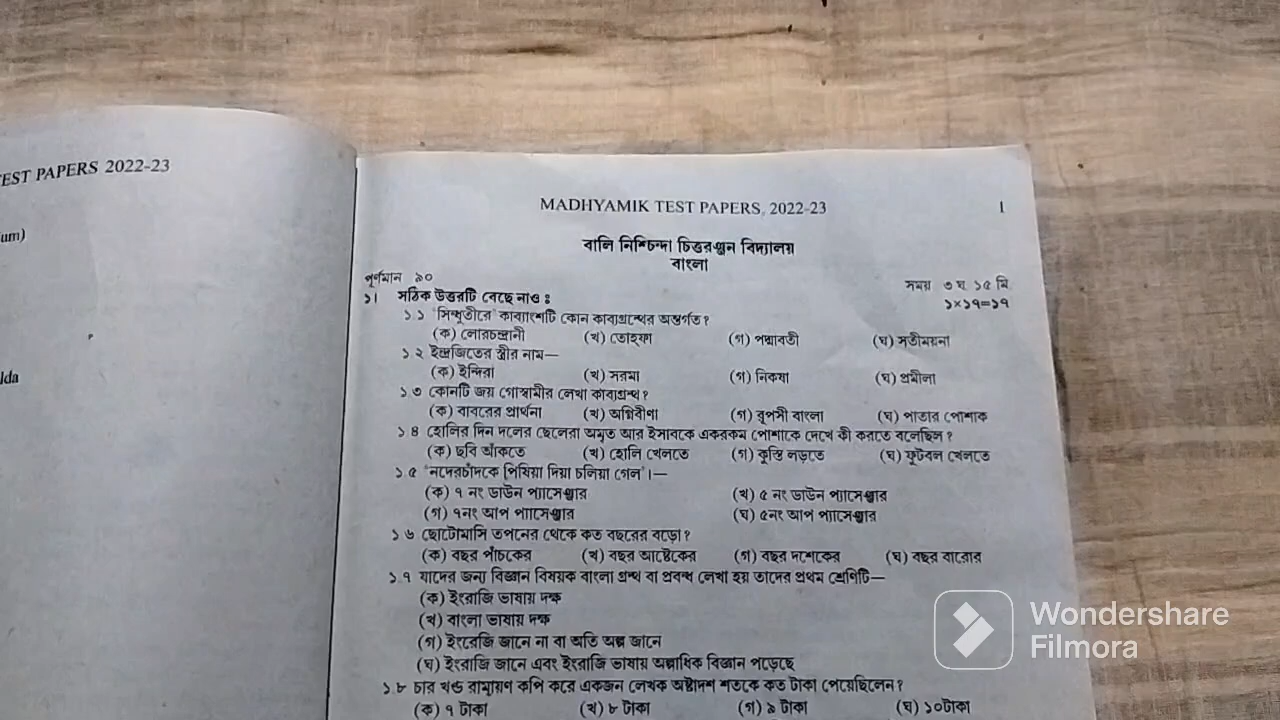 EST PAPERS 2022-23
um)
lda
MADHYAMIK TEST PAPERS, 2022-23 1
বালি নিশ্চিন্দা চিত্তরঞ্জন বিদ্যালয়
বাংলা
পূর্ণমান ৯০ সময় ৩ ঘ ১৫ মি
১। সঠিক উত্তরটি বেছে নাও : ১×১৭=১৭
১.১ 'সিন্ধুতীরে' কাব্যাংশটি কোন কাব্যগ্রন্থের অন্তর্গত?
(ক) লোরচন্দ্রানী (খ) তোহফা (গ) পদ্মাবতী (ঘ) সতীময়না
১.২ ইন্দ্রজিতের স্ত্রীর নাম—
(ক) ইন্দিরা (খ) সরমা (গ) নিকষা (ঘ) প্রমীলা
১.৩ কোনটি জয় গোস্বামীর লেখা কাব্যগ্রন্থ?
(ক) বাবরের প্রার্থনা (খ) অগ্নিবীণা (গ) রূপসী বাংলা (ঘ) পাতার পোশাক
১.৪ হোলির দিন দলের ছেলেরা অমৃত আর ইসাবকে একরকম পোশাকে দেখে কী করতে বলেছিল?
(ক) ছবি আঁকতে (খ) হোলি খেলতে (গ) কুস্তি লড়তে (ঘ) ফুটবল খেলতে
১.৫ 'নদেরচাঁদকে পিষিয়া দিয়া চলিয়া গেল'।—
(ক) ৭ নং ডাউন প্যাসেঞ্জার (খ) ৫ নং ডাউন প্যাসেঞ্জার
(গ) ৭নং আপ প্যাসেঞ্জার (ঘ) ৫নং আপ প্যাসেঞ্জার
১.৬ ছোটোমাসি তপনের থেকে কত বছরের বড়ো?
(ক) বছর পাঁচেকের (খ) বছর আষ্টেকের (গ) বছর দশেকের (ঘ) বছর বারোর
১.৭ যাদের জন্য বিজ্ঞান বিষয়ক বাংলা গ্রন্থ বা প্রবন্ধ লেখা হয় তাদের প্রথম শ্রেণিটি—
(ক) ইংরাজি ভাষায় দক্ষ
(খ) বাংলা ভাষায় দক্ষ
(গ) ইংরেজি জানে না বা অতি অল্প জানে
(ঘ) ইংরাজি জানে এবং ইংরাজি ভাষায় অল্পাধিক বিজ্ঞান পড়েছে
১.৮ চার খণ্ড রামায়ণ কপি করে একজন লেখক অষ্টাদশ শতকে কত টাকা পেয়েছিলেন?
(ক) ৭ টাকা (খ) ৮ টাকা (গ) ৯ টাকা (ঘ) ১০টাকা
Wondershare
Filmora